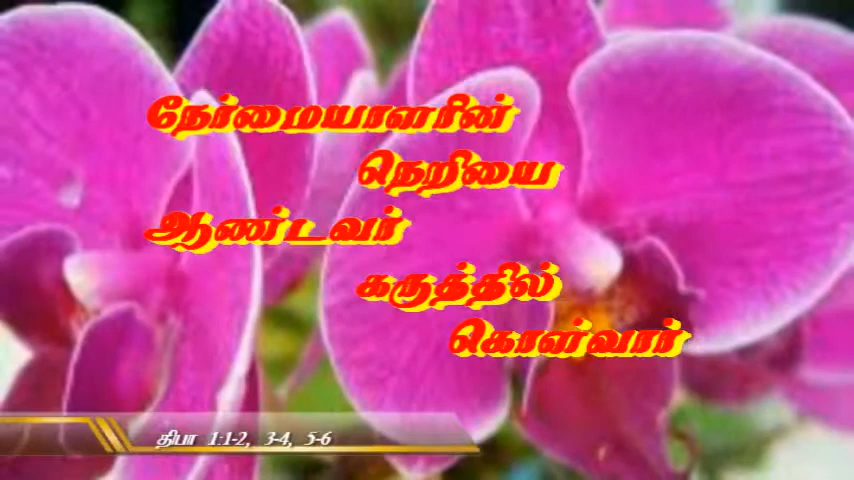 நேர்மையாளரின்
நெறியை
ஆண்டவர்
கருத்தில்
கொள்வார்
திபா 1:1-2, 3-4, 5-6